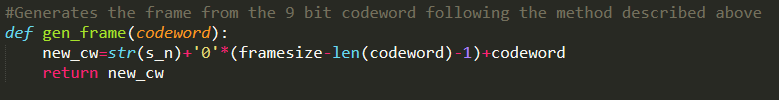 #Generates the frame from the 9 bit codeword following the method described above
def gen_frame(codeword):
    new_cw=str(s_n)+'0'*(framesize-len(codeword)-1)+codeword
    return new_cw